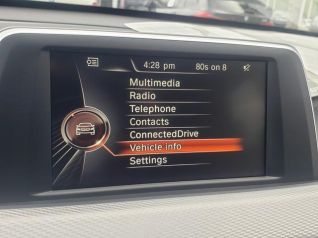 4:28 pm 80s on 8
Multimedia
Radio
Telephone
Contacts
ConnectedDrive
Vehicle info
Settings